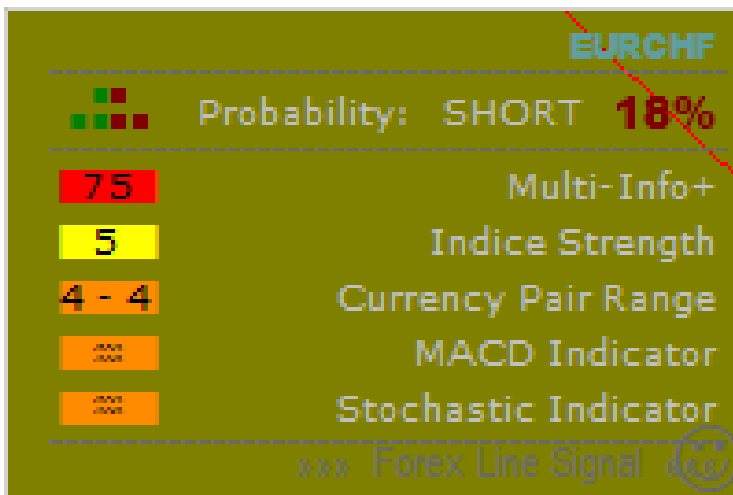 EURCHF
Probability: SHORT 18%
75 Multi-Info+
5 Indice Strength
4 - 4 Currency Pair Range
MACD Indicator
Stochastic Indicator
»»» Forex Line Signal «««